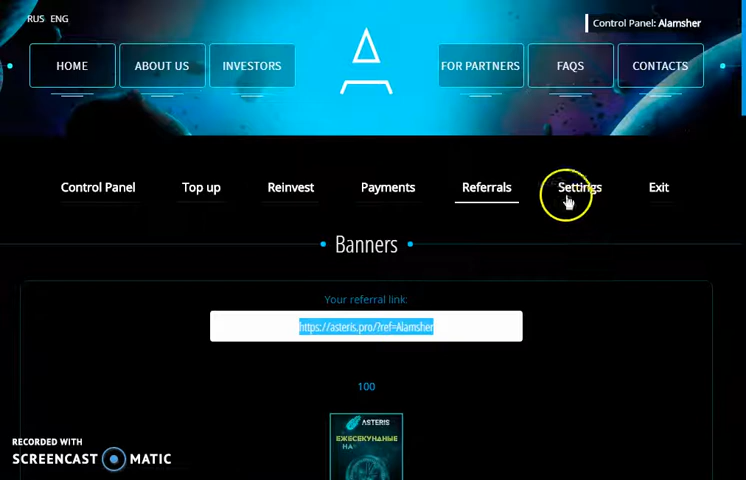 RUS ENG
Control Panel: Alamsher
HOME ABOUT US INVESTORS FOR PARTNERS FAQS CONTACTS
Control Panel Top up Reinvest Payments Referrals Settings Exit
Banners
Your referral link:
https://asteris.pro/?ref=Alamsher
100
ASTERIS
ЕЖЕСЕКУНДНЫЕ
НА
RECORDED WITH
SCREENCAST MATIC